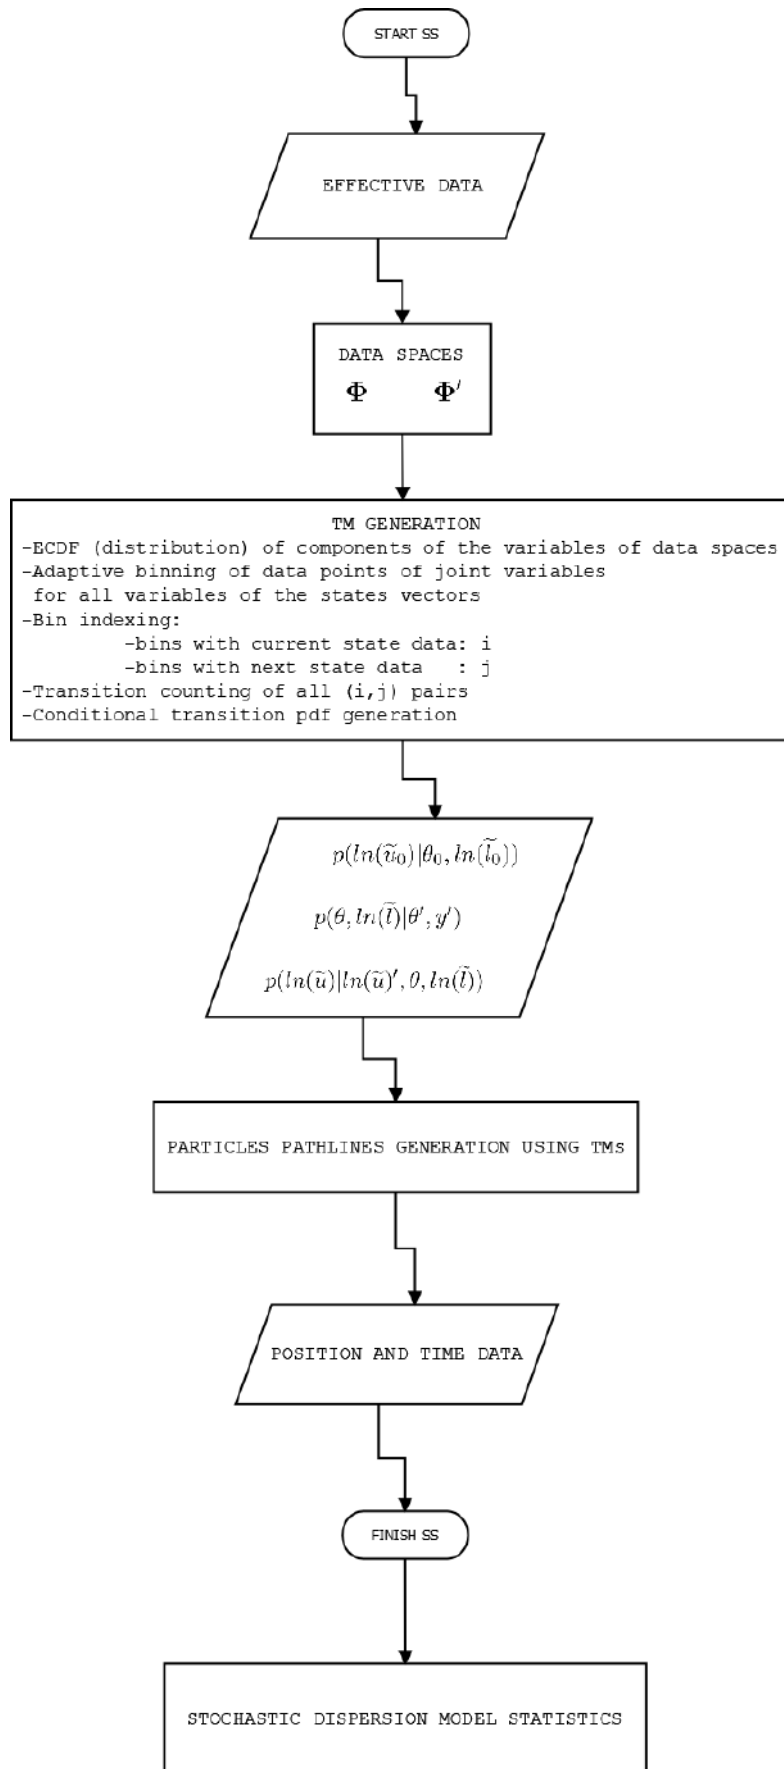 START SS
EFFECTIVE DATA
DATA SPACES
Φ Φ′
TM GENERATION
-ECDF (distribution) of components of the variables of data spaces
-Adaptive binning of data points of joint variables
for all variables of the states vectors
-Bin indexing:
-bins with current state data: i
-bins with next state data : j
-Transition counting of all (i,j) pairs
-Conditional transition pdf generation
p(ln(ũ₀)|θ₀, ln(l̃₀))
p(θ, ln(l̃)|θ′, y′)
p(ln(ũ)|ln(ũ)′, θ, ln(l̃))
PARTICLES PATHLINES GENERATION USING TMs
POSITION AND TIME DATA
FINISH SS
STOCHASTIC DISPERSION MODEL STATISTICS